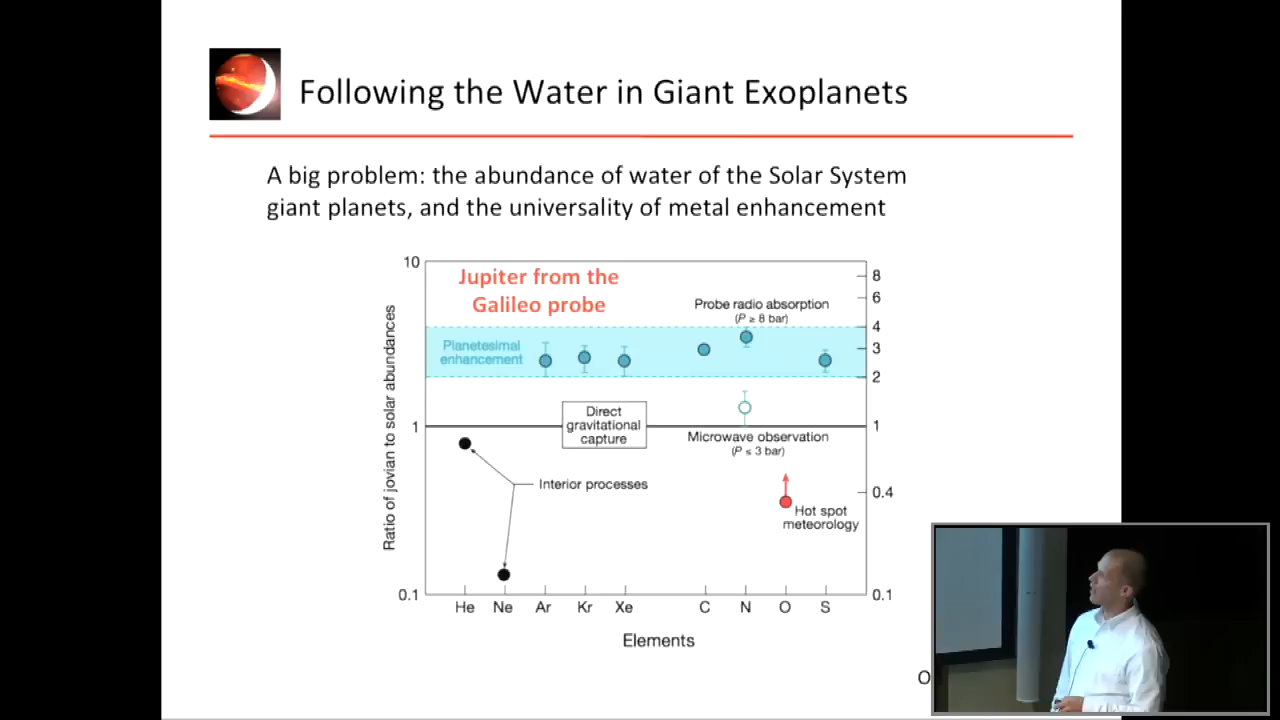 Following the Water in Giant Exoplanets
A big problem: the abundance of water of the Solar System
giant planets, and the universality of metal enhancement
Jupiter from the
Galileo probe
Ratio of jovian to solar abundances
10
1
0.1
8
6
4
3
2
1
0.4
0.1
Probe radio absorption
(P ≥ 8 bar)
Planetesimal
enhancement
Direct
gravitational
capture
Microwave observation
(P ≤ 3 bar)
Interior processes
Hot spot
meteorology
He Ne Ar Kr Xe C N O S
Elements
O